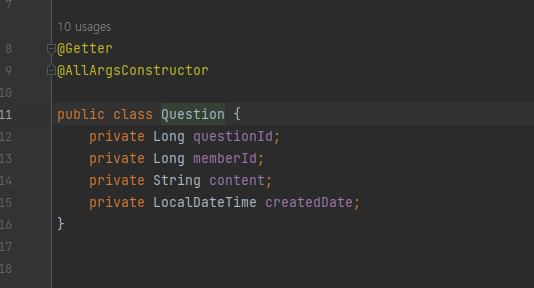 7
10 usages
8 @Getter
9 @AllArgsConstructor
10
11 public class Question {
12 private Long questionId;
13 private Long memberId;
14 private String content;
15 private LocalDateTime createdDate;
16 }
17
18